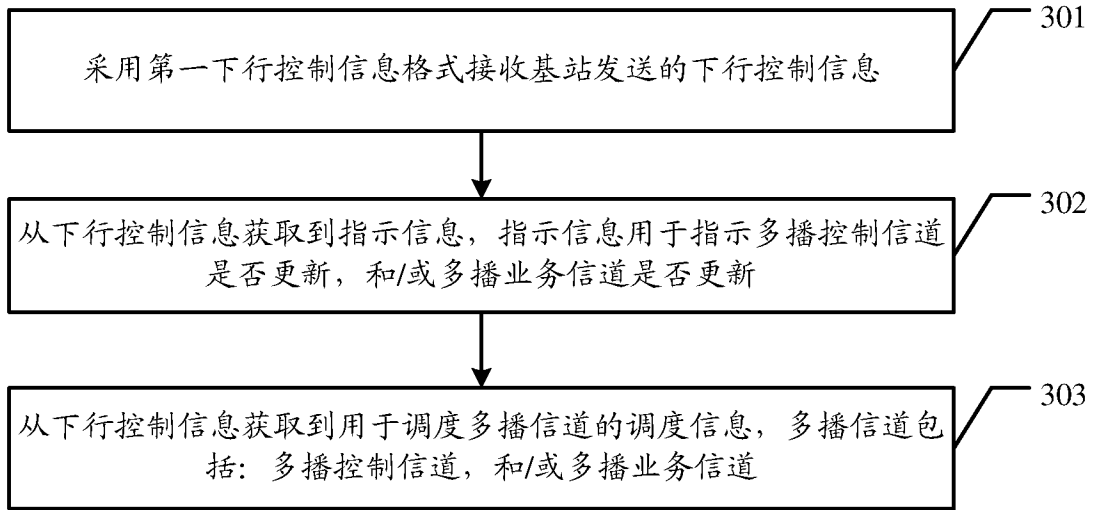 采用第一下行控制信息格式接收基站发送的下行控制信息
301
从下行控制信息获取到指示信息，指示信息用于指示多播控制信道
是否更新，和/或多播业务信道是否更新
302
从下行控制信息获取到用于调度多播信道的调度信息，多播信道包
括：多播控制信道，和/或多播业务信道
303